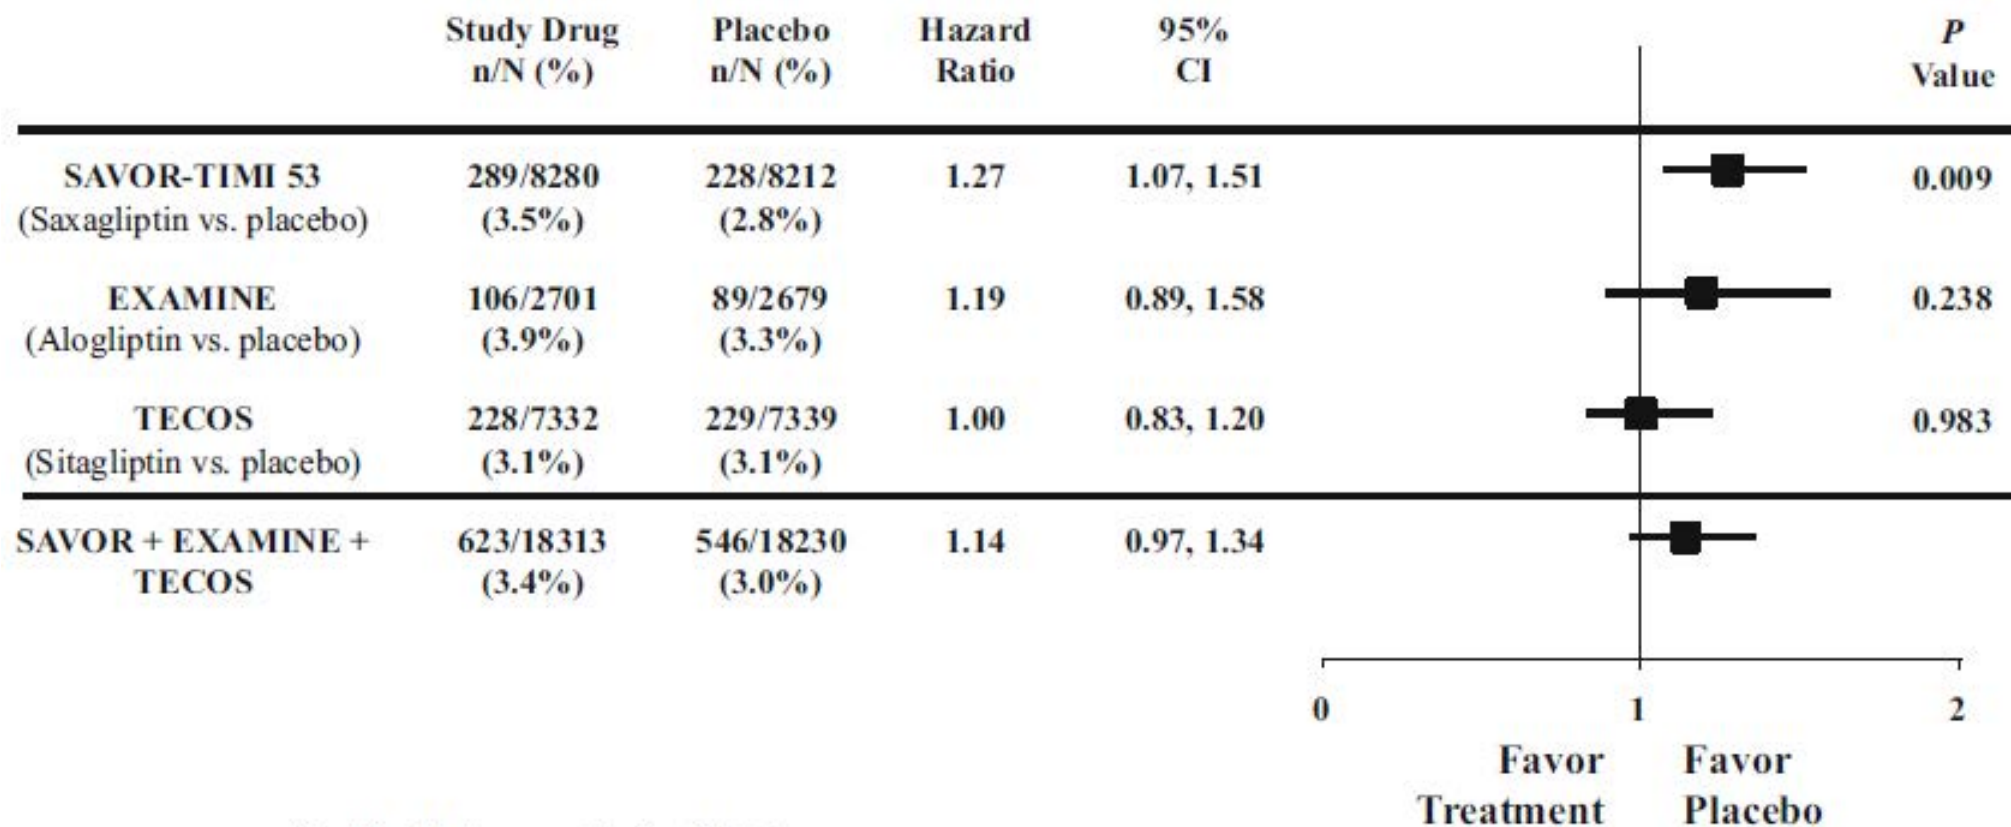 Study Drug Placebo Hazard 95% P
n/N (%) n/N (%) Ratio CI Value
SAVOR-TIMI 53 289/8280 228/8212 1.27 1.07, 1.51 0.009
(Saxagliptin vs. placebo) (3.5%) (2.8%)
EXAMINE 106/2701 89/2679 1.19 0.89, 1.58 0.238
(Alogliptin vs. placebo) (3.9%) (3.3%)
TECOS 228/7332 229/7339 1.00 0.83, 1.20 0.983
(Sitagliptin vs. placebo) (3.1%) (3.1%)
SAVOR + EXAMINE + 623/18313 546/18230 1.14 0.97, 1.34
TECOS (3.4%) (3.0%)
0 1 2
Favor Favor
Treatment Placebo